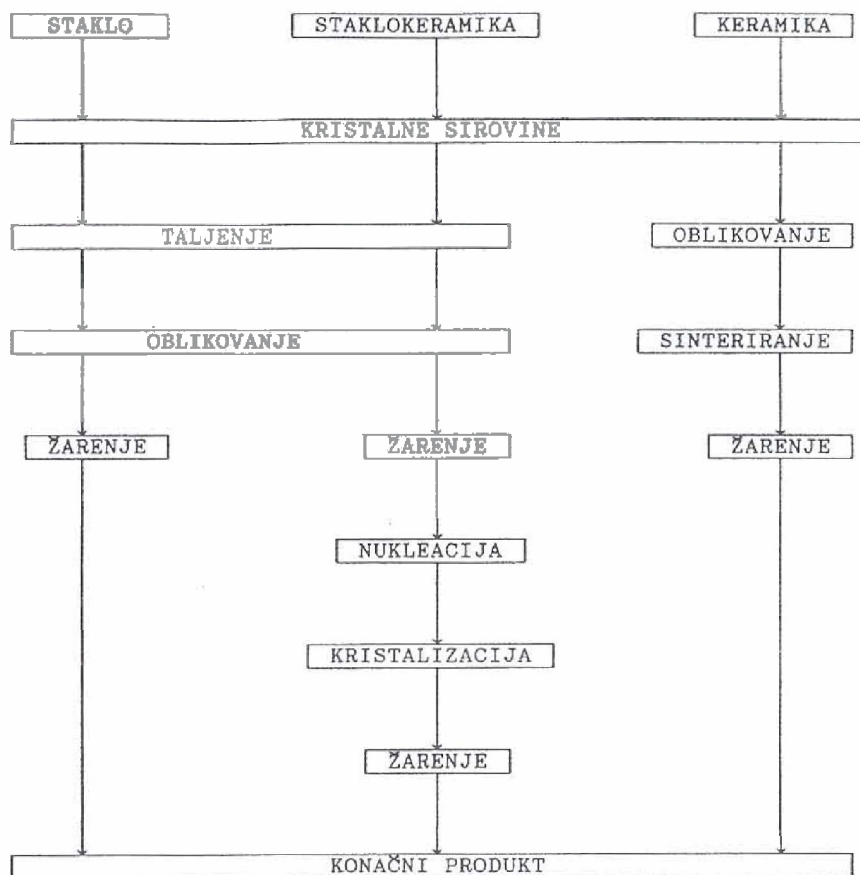 STAKLO STAKLOKERAMIKA KERAMIKA
KRISTALNE SIROVINE
TALJENJE OBLIKOVANJE
OBLIKOVANJE SINTERIRANJE
ŽARENJE ŽARENJE ŽARENJE
NUKLEACIJA
KRISTALIZACIJA
ŽARENJE
KONAČNI PRODUKT